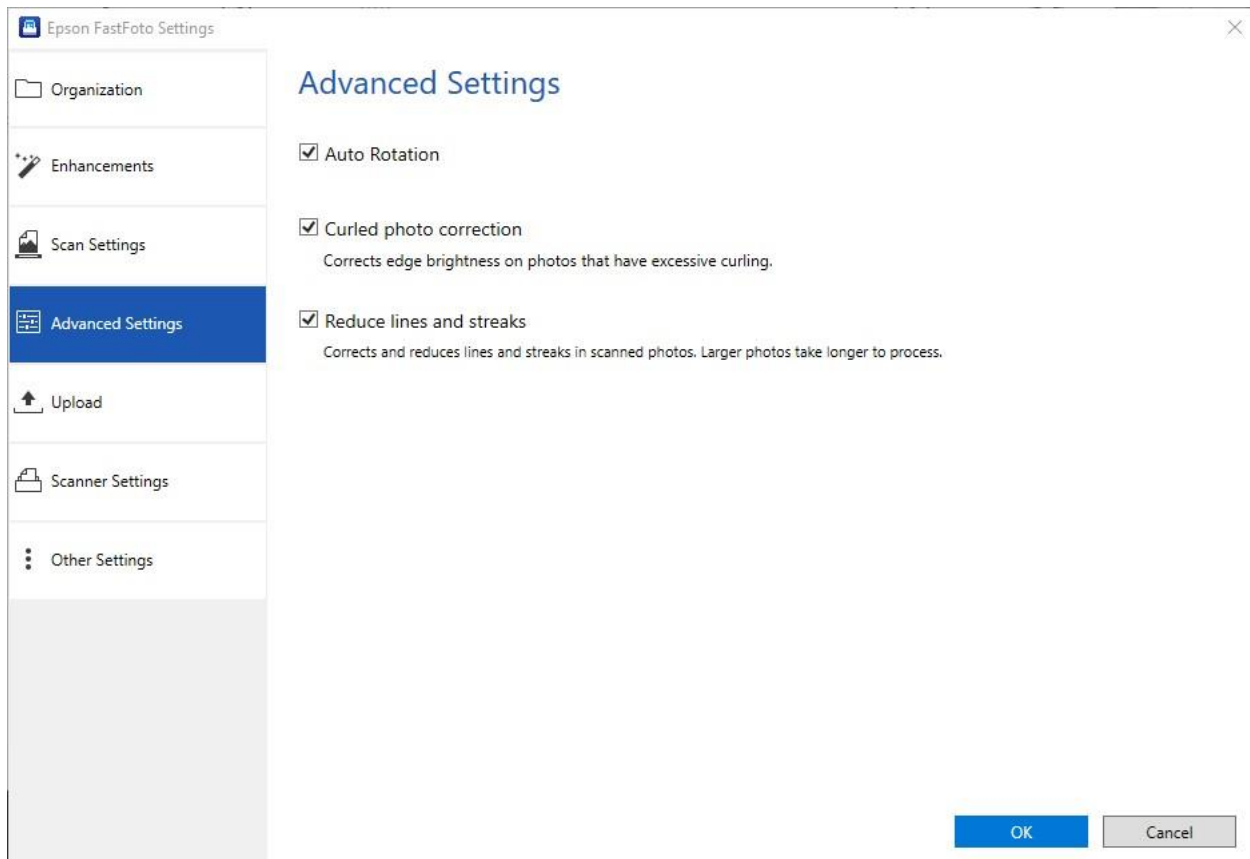 Epson FastFoto Settings
Organization
Enhancements
Scan Settings
Advanced Settings
Upload
Scanner Settings
Other Settings
Advanced Settings
Auto Rotation
Curled photo correction
Corrects edge brightness on photos that have excessive curling.
Reduce lines and streaks
Corrects and reduces lines and streaks in scanned photos. Larger photos take longer to process.
OK
Cancel